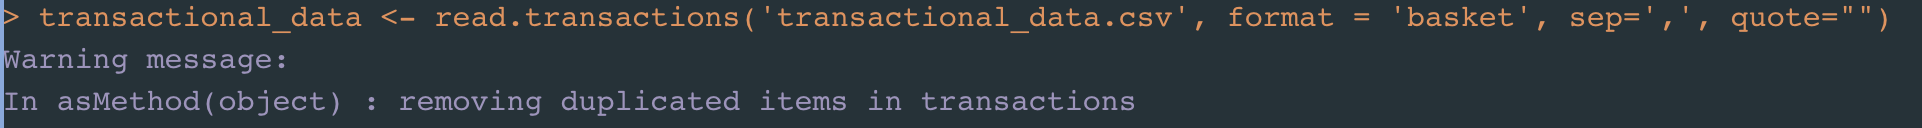 > transactional_data <- read.transactions('transactional_data.csv', format = 'basket', sep=',', quote="")
Warning message:
In asMethod(object) : removing duplicated items in transactions